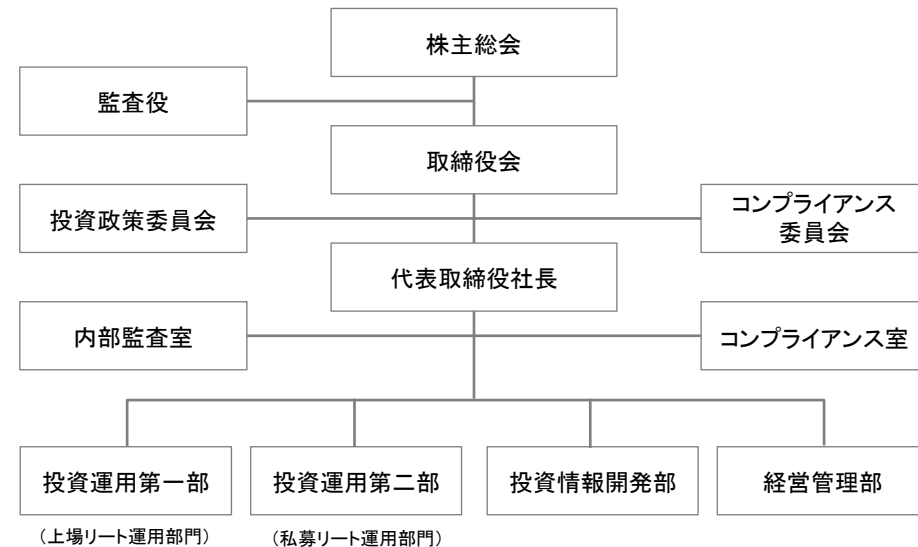 株主総会
監査役
取締役会
投資政策委員会
コンプライアンス
委員会
代表取締役社長
内部監査室
コンプライアンス室
投資運用第一部
投資運用第二部
投資情報開発部
経営管理部
（上場リート運用部門）
（私募リート運用部門）